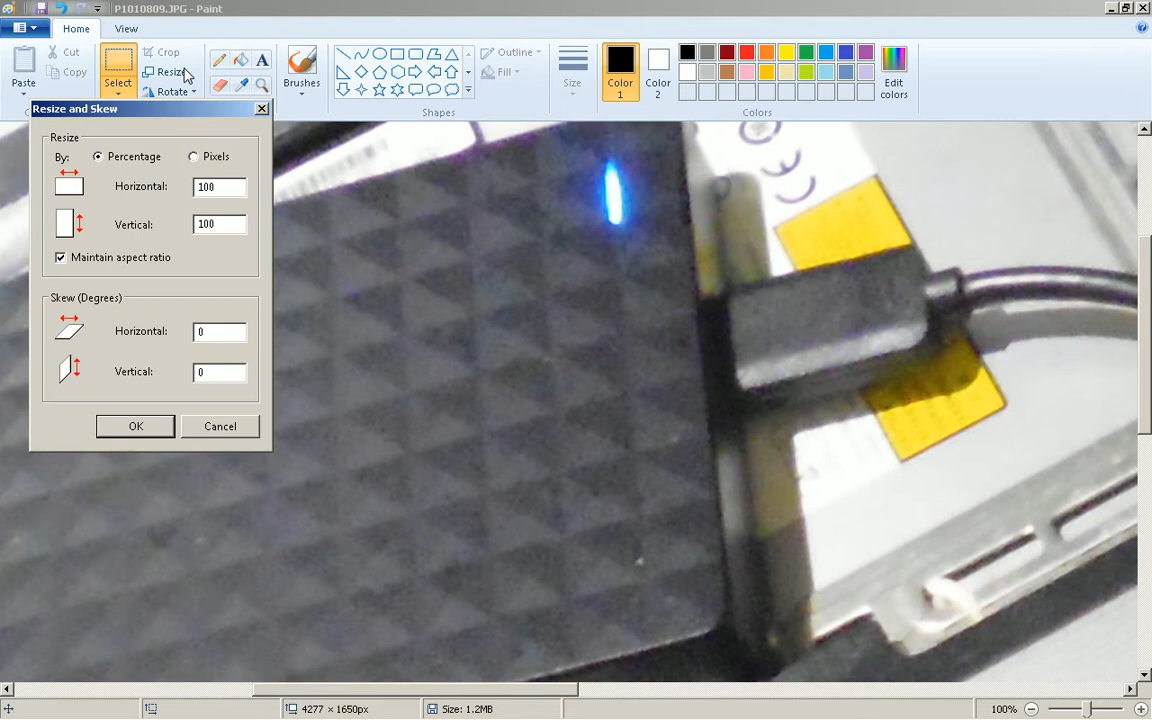 P1010809.JPG - Paint
Home
View
Paste
Cut
Copy
Select
Crop
Resize
Rotate
A
Brushes
Outline
Fill
Shapes
Size
Color 1
Color 2
Edit colors
Colors
Resize and Skew
Resize
By:
Percentage
Pixels
Horizontal:
100
Vertical:
100
Maintain aspect ratio
Skew (Degrees)
Horizontal:
0
Vertical:
0
OK
Cancel
CE
4277 × 1650px
Size: 1.2MB
100%